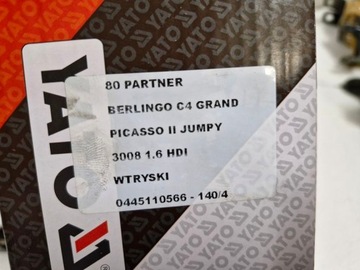 80 PARTNER
BERLINGO C4 GRAND
PICASSO II JUMPY
3008 1.6 HDI
WTRYSKI
0445110566 - 140/4
YATO